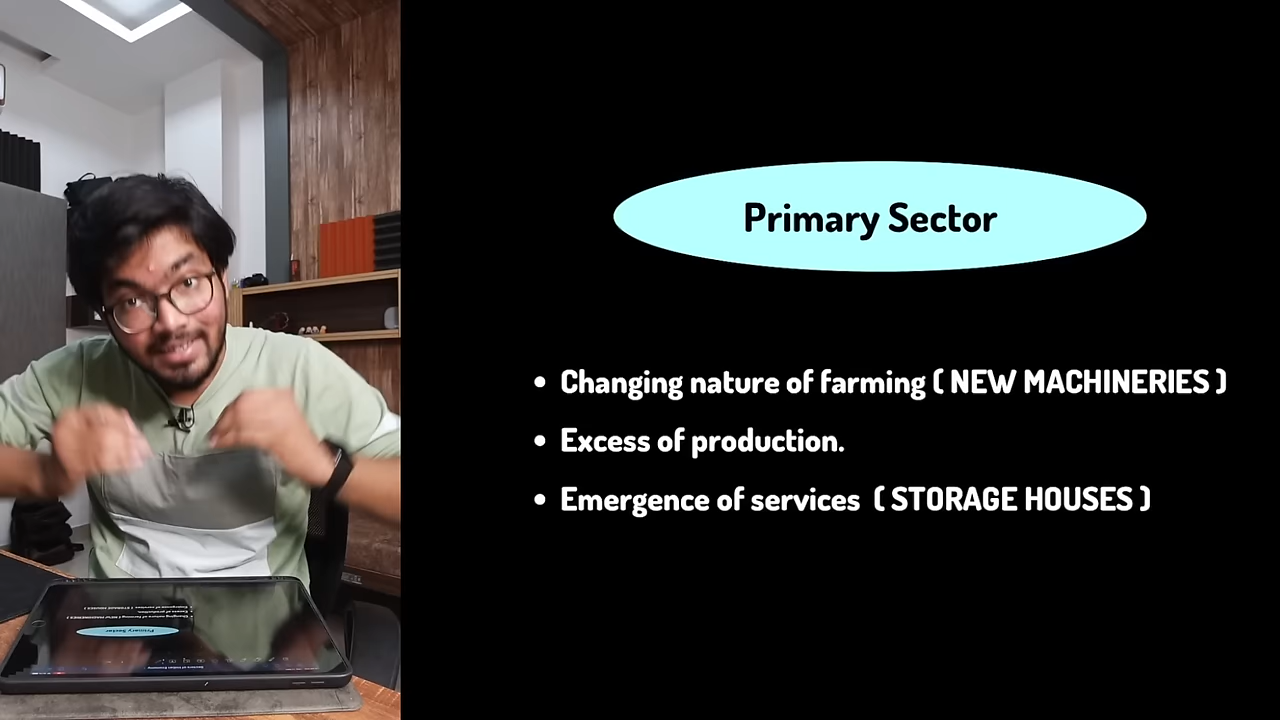 Primary Sector
• Changing nature of farming ( NEW MACHINERIES )
• Excess of production.
• Emergence of services ( STORAGE HOUSES )